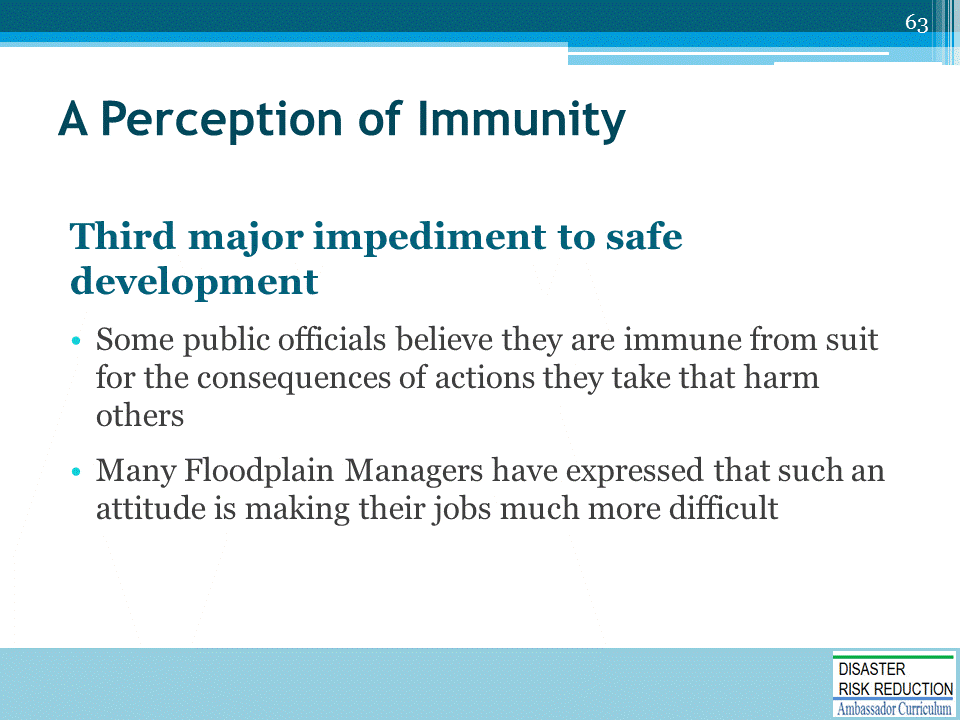 63
A Perception of Immunity
Third major impediment to safe
development
• Some public officials believe they are immune from suit
for the consequences of actions they take that harm
others
• Many Floodplain Managers have expressed that such an
attitude is making their jobs much more difficult
DISASTER
RISK REDUCTION
Ambassador Curriculum